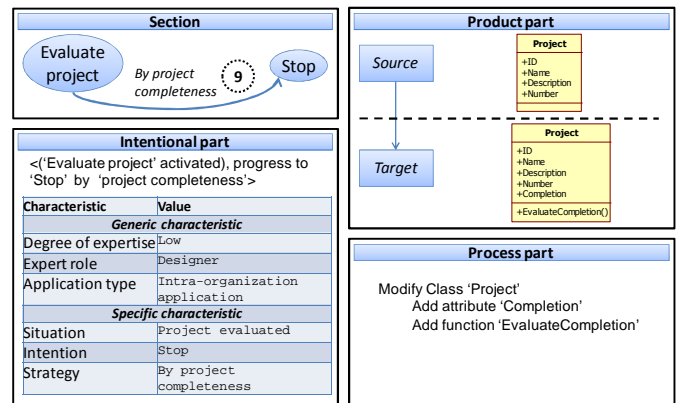 Section
Evaluate
project
By project
completeness
9
Stop
Intentional part
<(‘Evaluate project’ activated), progress to
‘Stop’ by ‘project completeness’>
Characteristic Value
Generic characteristic
Degree of expertise Low
Expert role Designer
Application type Intra-organization
application
Specific characteristic
Situation Project evaluated
Intention Stop
Strategy By project
completeness
Product part
Source
Project
+ID
+Name
+Description
+Number
Target
Project
+ID
+Name
+Description
+Number
+Completion
+EvaluateCompletion()
Process part
Modify Class ‘Project’
Add attribute ‘Completion’
Add function ‘EvaluateCompletion’